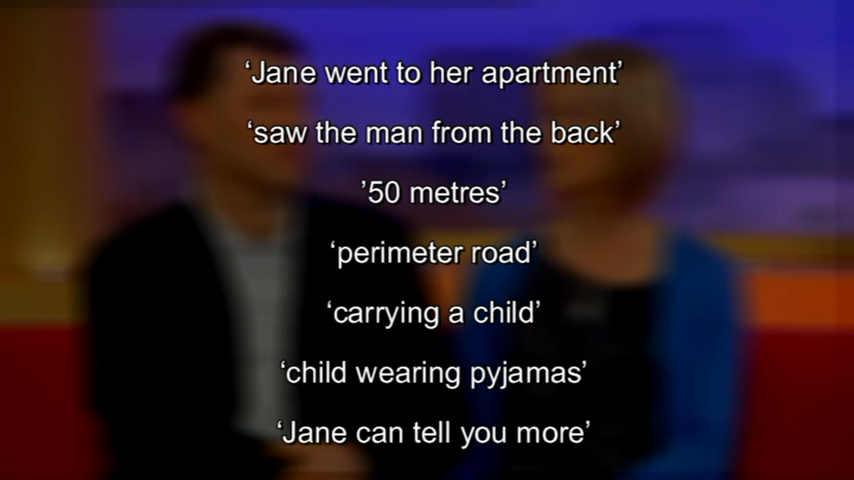 ‘Jane went to her apartment’
‘saw the man from the back’
’50 metres’
‘perimeter road’
‘carrying a child’
‘child wearing pyjamas’
‘Jane can tell you more’